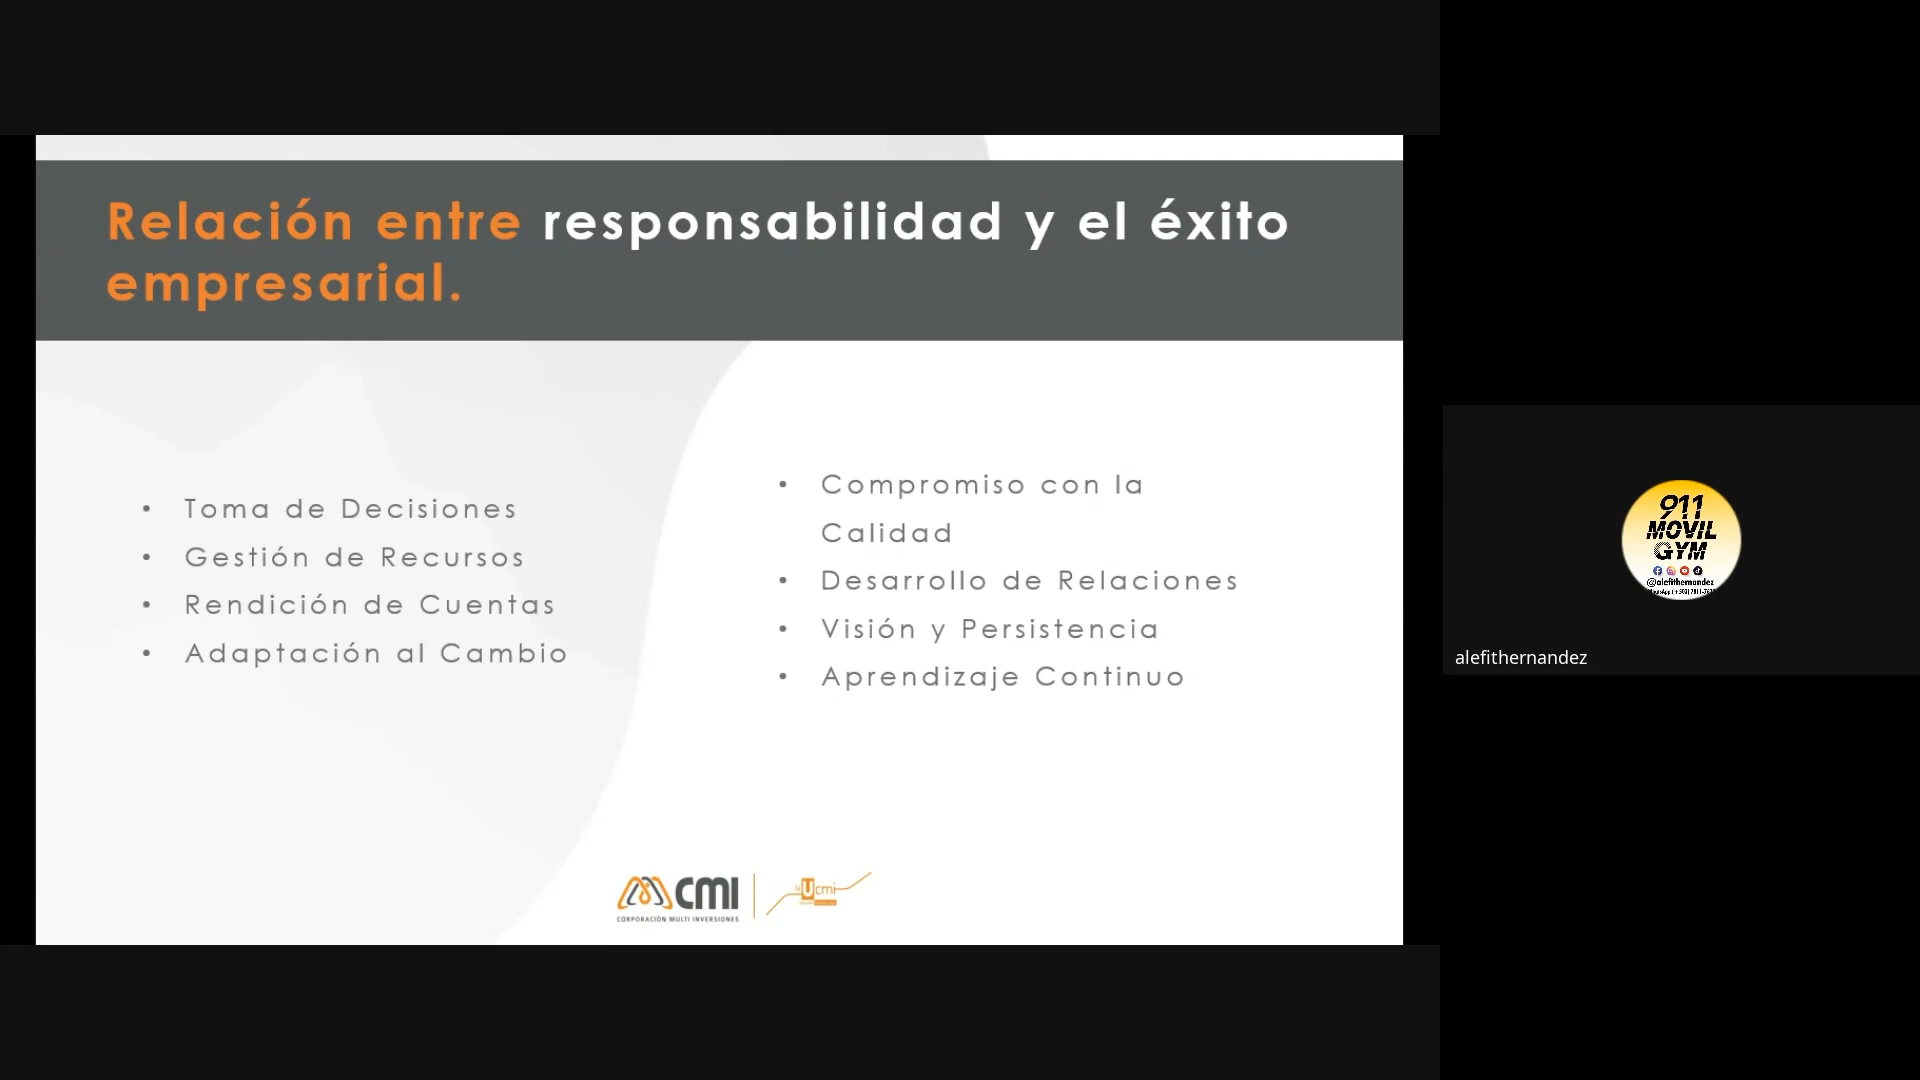 Relación entre responsabilidad y el éxito
empresarial.
• Toma de Decisiones
• Gestión de Recursos
• Rendición de Cuentas
• Adaptación al Cambio
• Compromiso con la
Calidad
• Desarrollo de Relaciones
• Visión y Persistencia
• Aprendizaje Continuo
cmi
CORPORACIÓN MULTI INVERSIONES
la Ucmi
911
MOVIL
GYM
@alefithernandez
alefithernandez